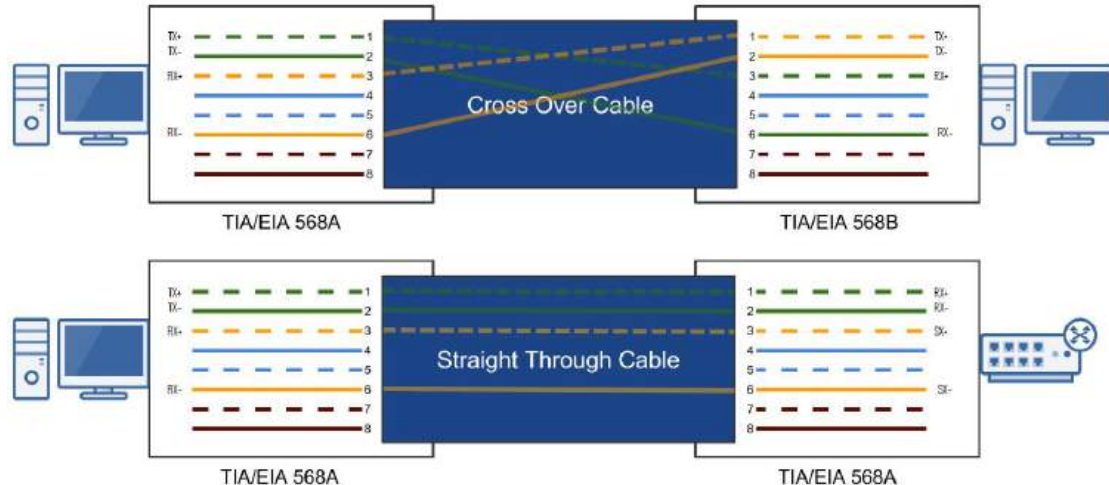 TX+ 1 1 TX+
TX- 2 2 TX-
RX+ 3 3 RX+
4 4
Cross Over Cable
5 5
RX- 6 6 RX-
7 7
8 8
TIA/EIA 568A TIA/EIA 568B
TX+ 1 1 RX+
TX- 2 2 RX-
RX+ 3 3 SX+
4 4
Straight Through Cable
5 5
RX- 6 6 SX-
7 7
8 8
TIA/EIA 568A TIA/EIA 568A